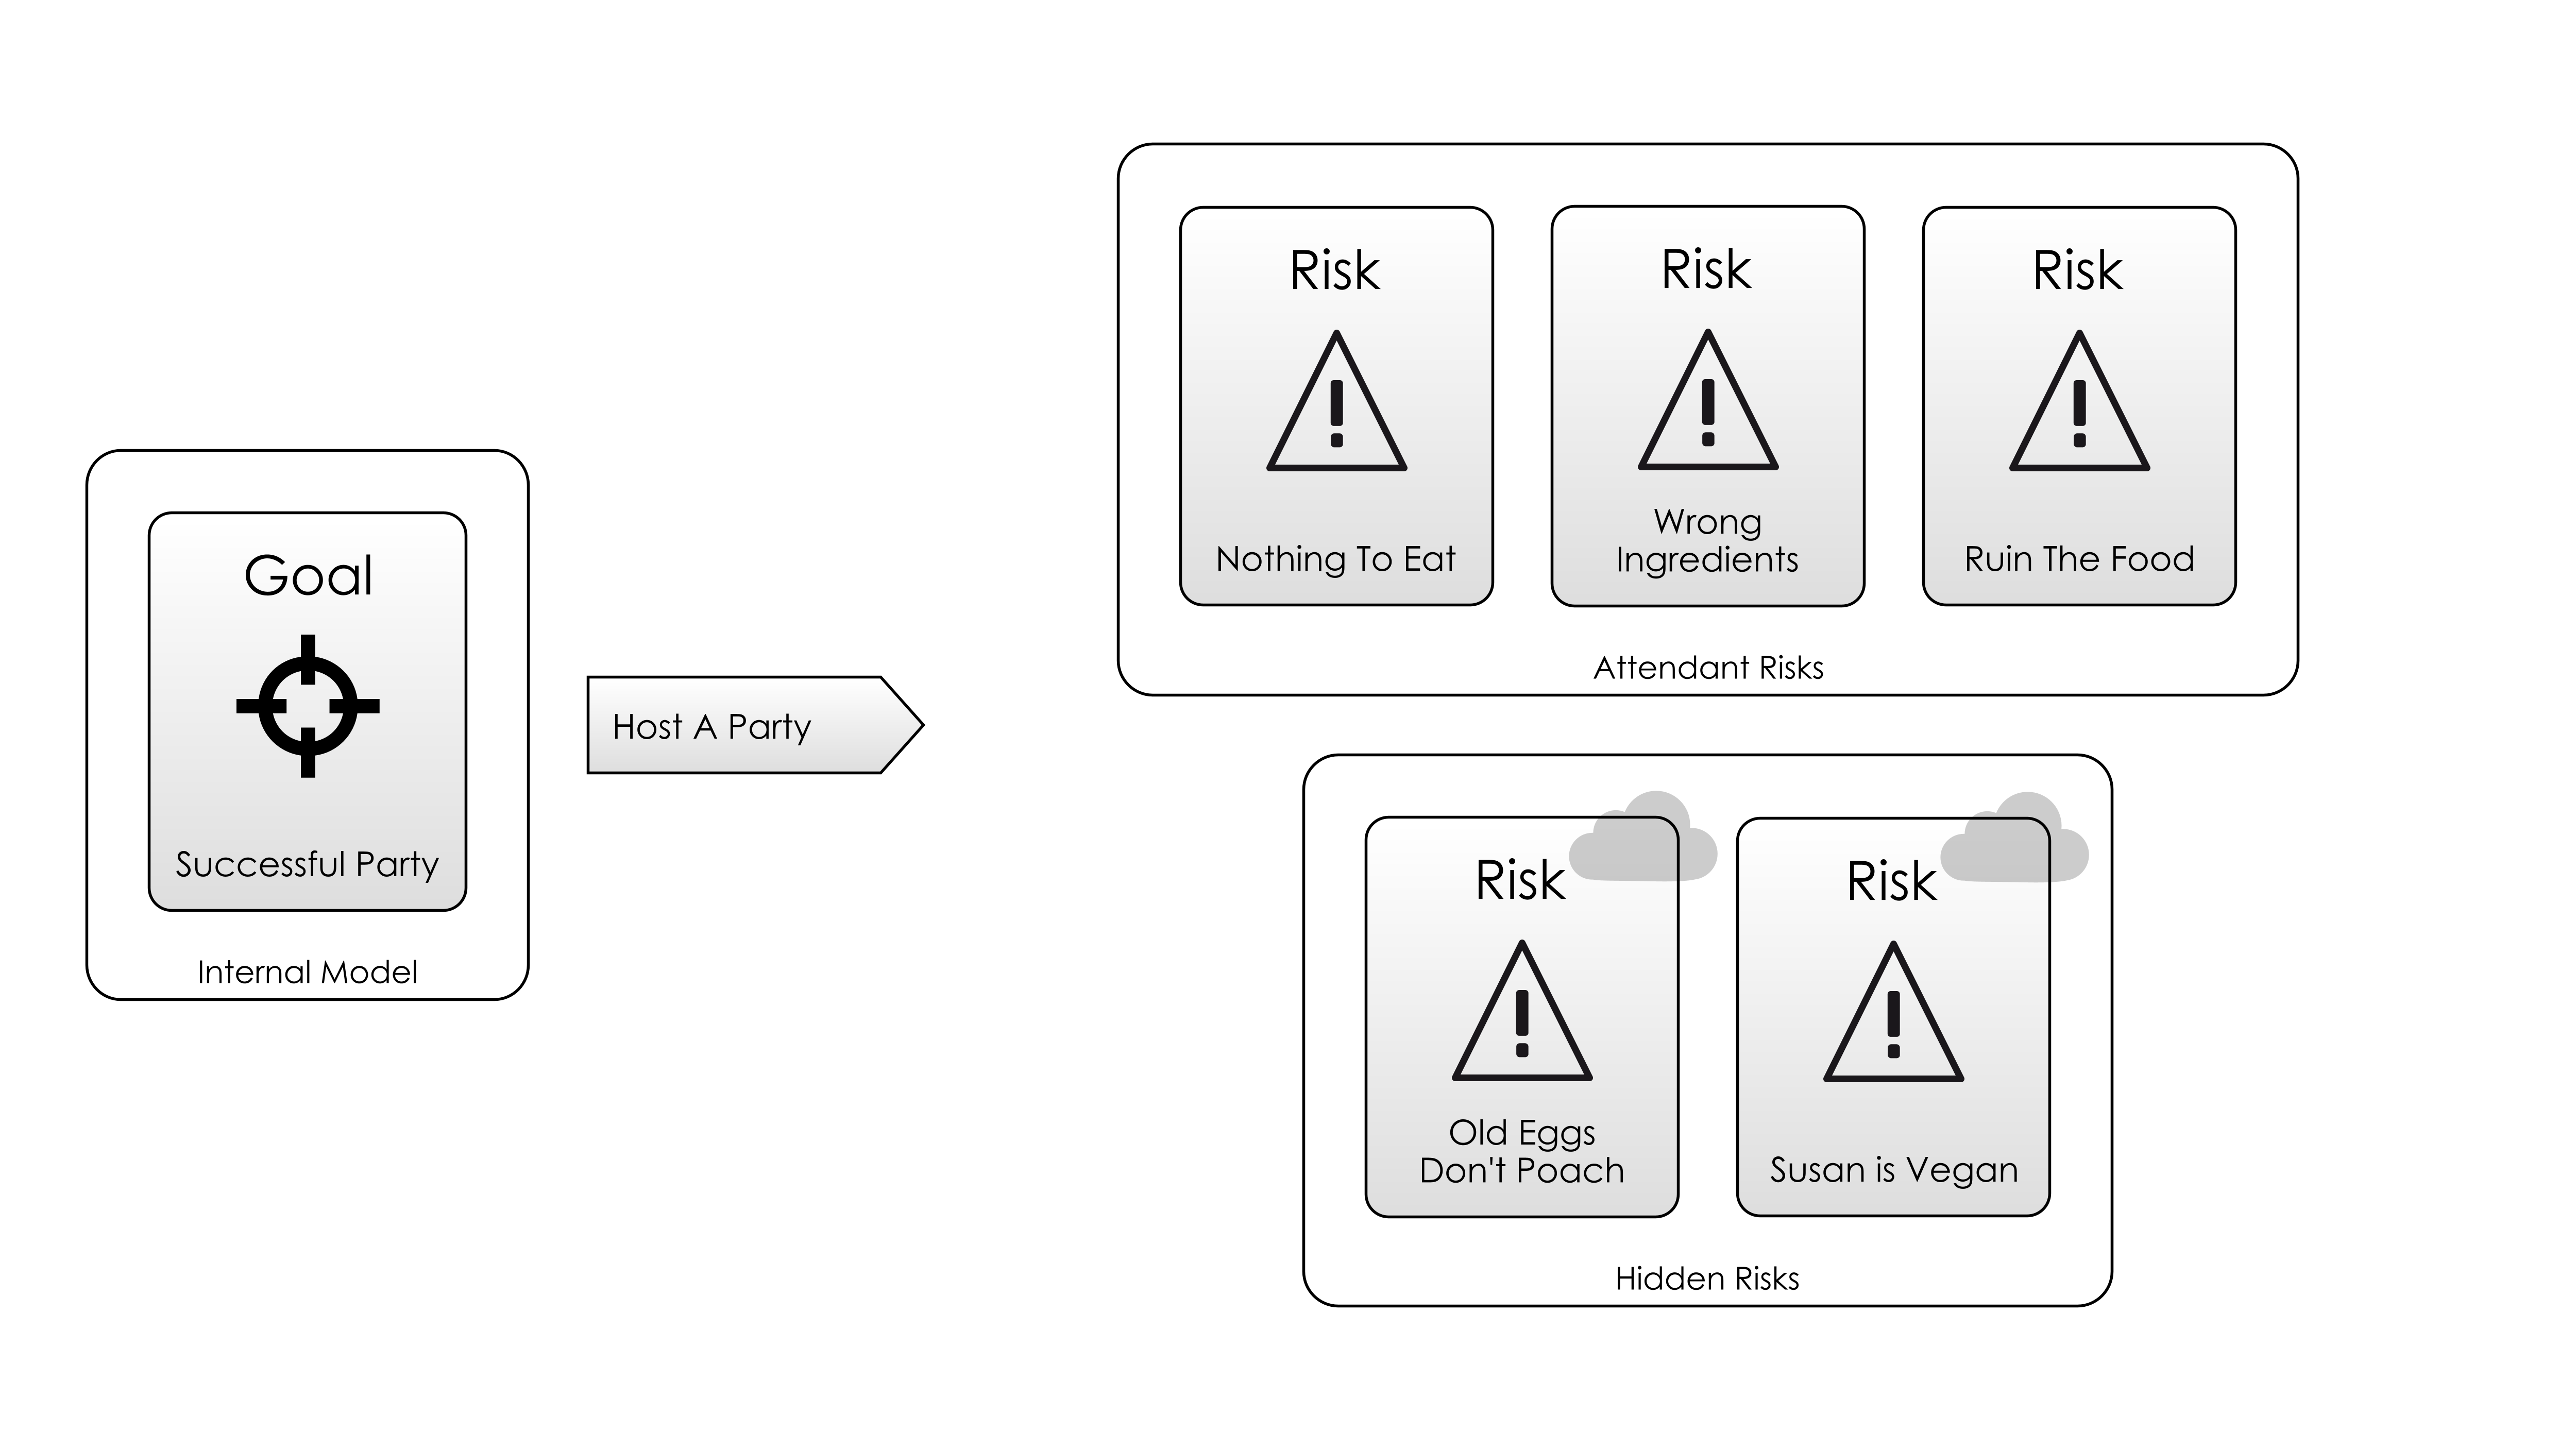 Goal
Successful Party
Internal Model
Host A Party
Risk
Nothing To Eat
Risk
Wrong
Ingredients
Risk
Ruin The Food
Attendant Risks
Risk
Old Eggs
Don't Poach
Risk
Susan is Vegan
Hidden Risks